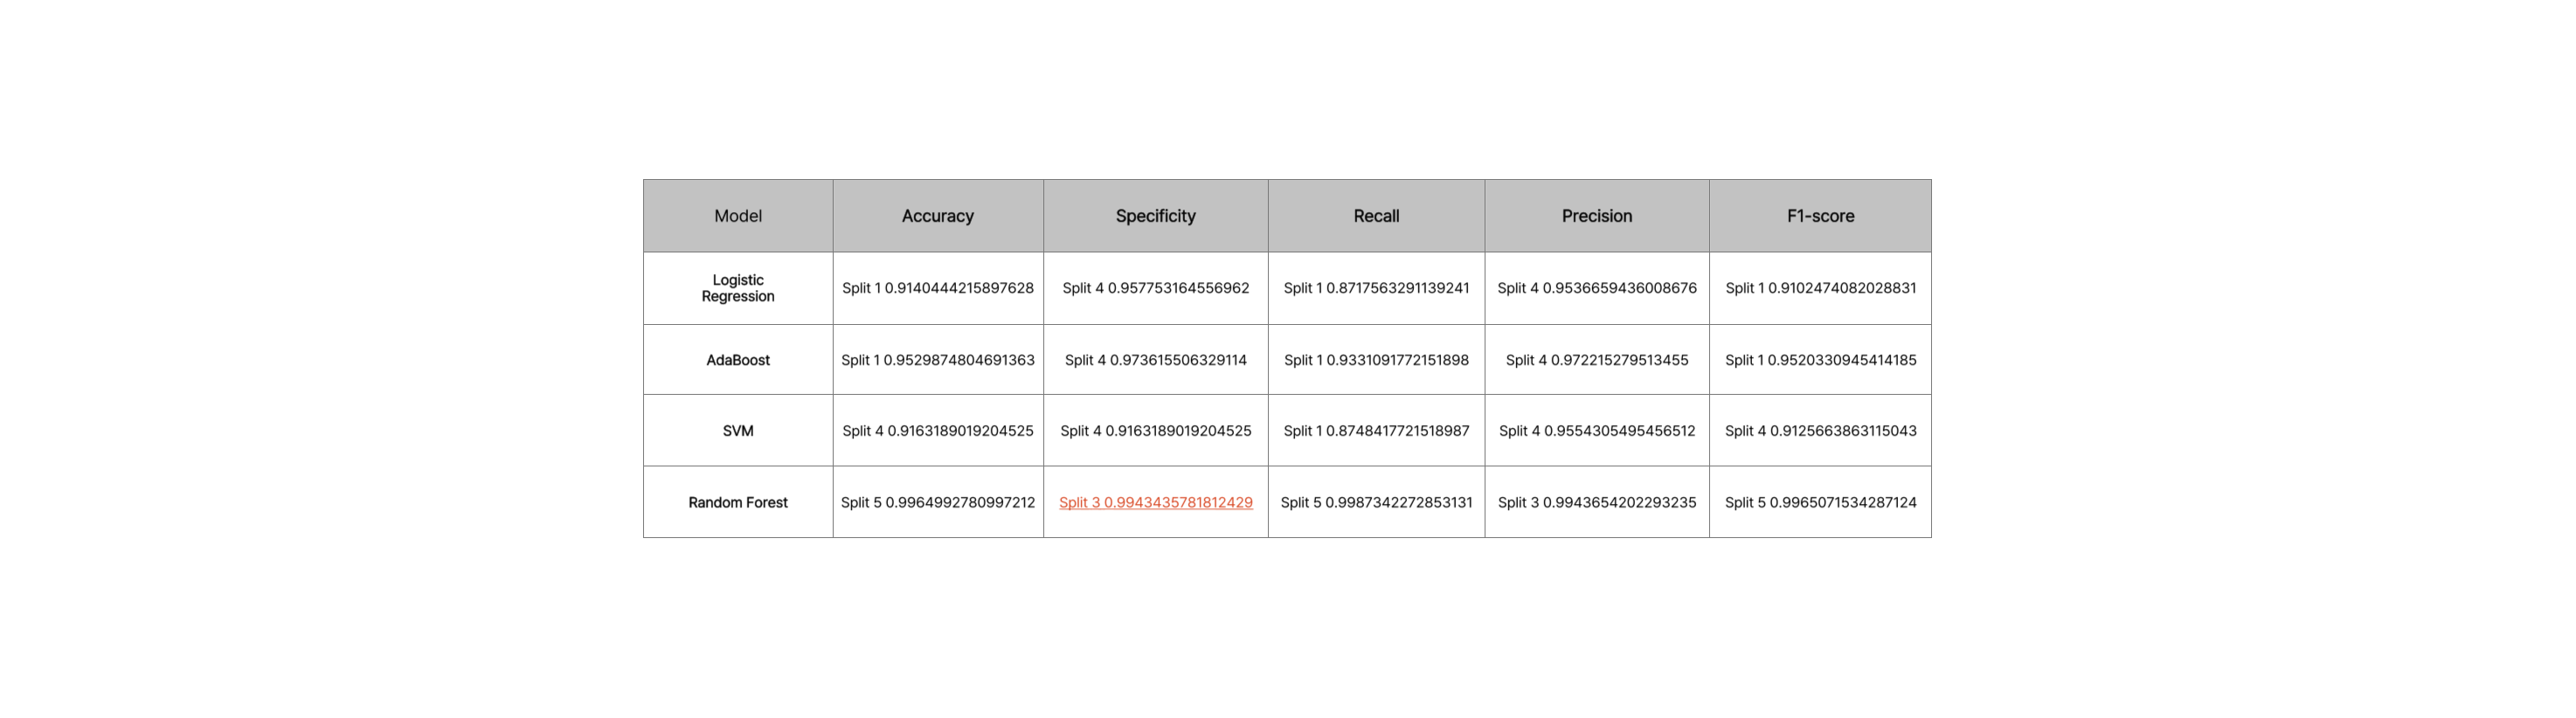 Model Accuracy Specificity Recall Precision F1-score
Logistic
Regression
Split 1 0.9140444215897628 Split 4 0.957753164556962 Split 1 0.8717563291139241 Split 4 0.9536659436008676 Split 1 0.9102474082028831
AdaBoost Split 1 0.9529874804691363 Split 4 0.973615506329114 Split 1 0.9331091772151898 Split 4 0.972215279513455 Split 1 0.9520330945414185
SVM Split 4 0.9163189019204525 Split 4 0.9163189019204525 Split 1 0.8748417721518987 Split 4 0.9554305495456512 Split 4 0.9125663863115043
Random Forest Split 5 0.9964992780997212 Split 3 0.9943435781812429 Split 5 0.9987342272853131 Split 3 0.9943654202293235 Split 5 0.9965071534287124